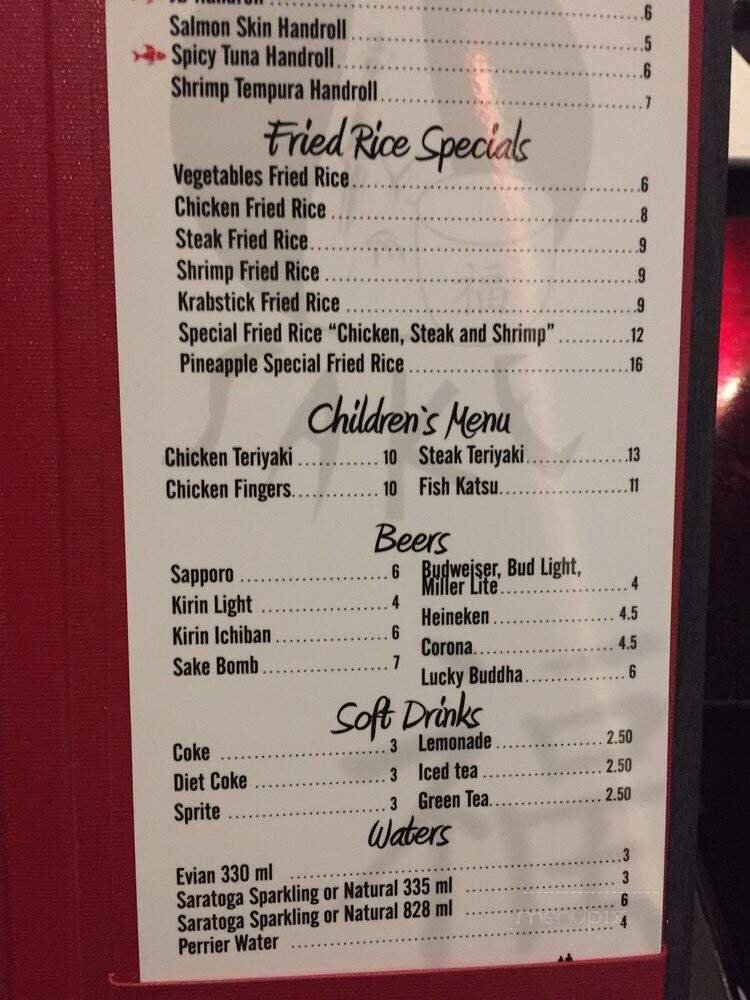 Handroll 6
Salmon Skin Handroll 5
Spicy Tuna Handroll 6
Shrimp Tempura Handroll 7
Fried Rice Specials
Vegetables Fried Rice 6
Chicken Fried Rice 8
Steak Fried Rice 9
Shrimp Fried Rice 9
Krabstick Fried Rice 9
Special Fried Rice “Chicken, Steak and Shrimp” 12
Pineapple Special Fried Rice 16
Children's Menu
Chicken Teriyaki 10
Chicken Fingers 10
Steak Teriyaki 13
Fish Katsu 11
Beers
Sapporo 6
Kirin Light 4
Kirin Ichiban 6
Sake Bomb 7
Budweiser, Bud Light,
Miller Lite 4
Heineken 4.5
Corona 4.5
Lucky Buddha 6
Soft Drinks
Coke 3
Diet Coke 3
Sprite 3
Lemonade 2.50
Iced tea 2.50
Green Tea 2.50
Waters
Evian 330 ml 3
Saratoga Sparkling or Natural 335 ml 3
Saratoga Sparkling or Natural 828 ml 6
Perrier Water 4
menupix